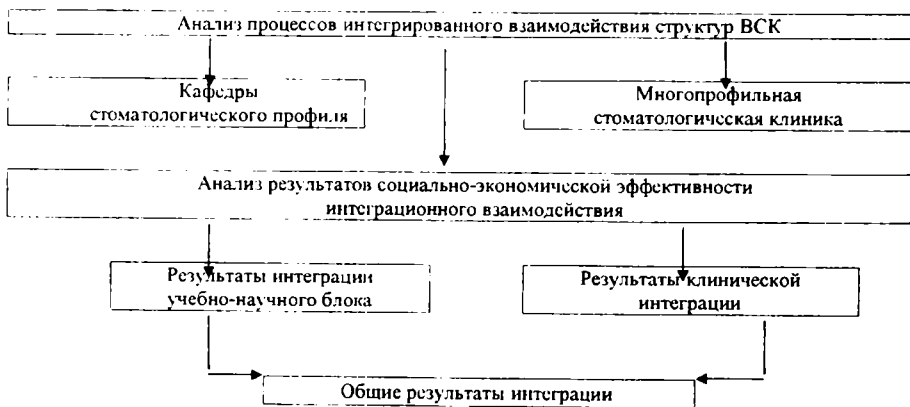 Анализ процессов интегрированного взаимодействия структур ВСК
Кафедры
стоматологического профиля
Многопрофильная
стоматологическая клиника
Анализ результатов социально-экономической эффективности
интеграционного взаимодействия
Результаты интеграции
учебно-научного блока
Результаты клинической
интеграции
Общие результаты интеграции